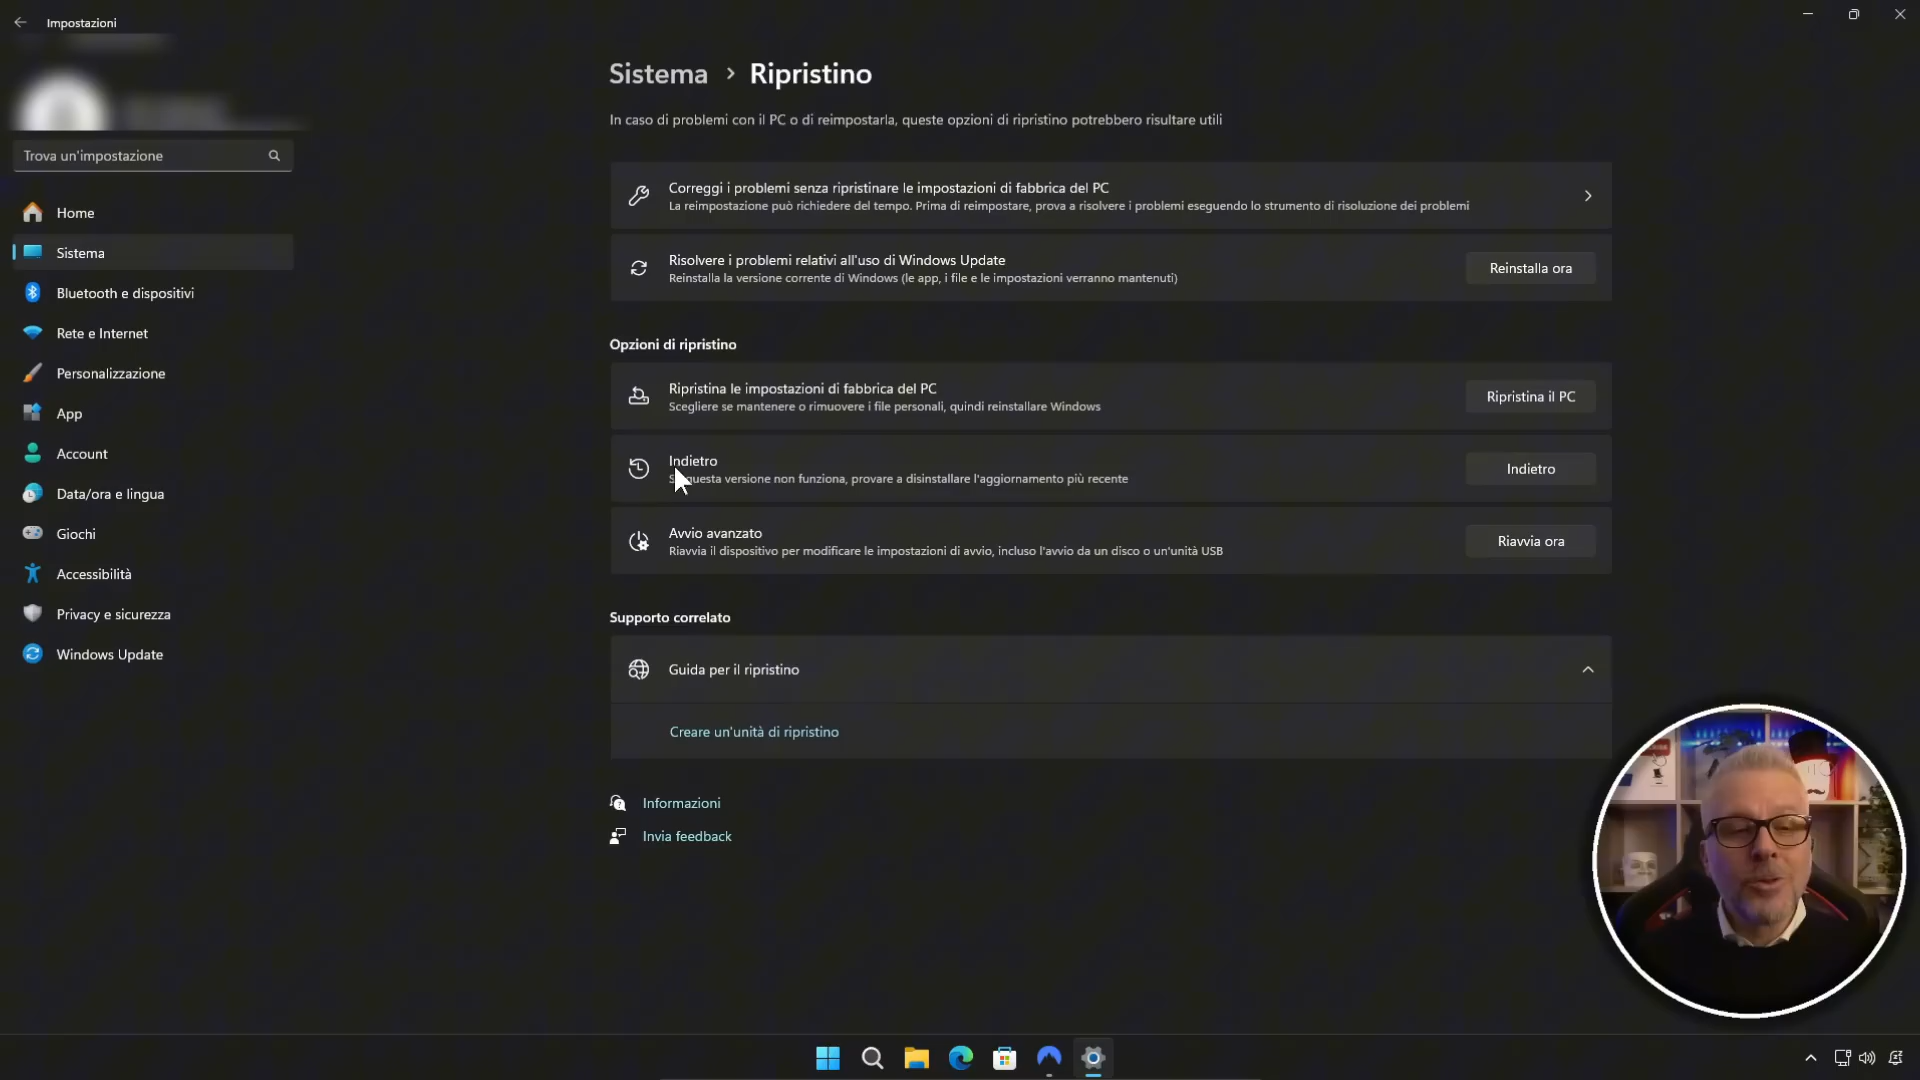 Impostazioni
Trova un'impostazione
Home
Sistema
Bluetooth e dispositivi
Rete e Internet
Personalizzazione
App
Account
Data/ora e lingua
Giochi
Accessibilità
Privacy e sicurezza
Windows Update
Sistema › Ripristino
In caso di problemi con il PC o di reimpostarla, queste opzioni di ripristino potrebbero risultare utili
Correggi i problemi senza ripristinare le impostazioni di fabbrica del PC
La reimpostazione può richiedere del tempo. Prima di reimpostare, prova a risolvere i problemi eseguendo lo strumento di risoluzione dei problemi
Risolvere i problemi relativi all'uso di Windows Update
Reinstalla la versione corrente di Windows (le app, i file e le impostazioni verranno mantenuti)
Reinstalla ora
Opzioni di ripristino
Ripristina le impostazioni di fabbrica del PC
Scegliere se mantenere o rimuovere i file personali, quindi reinstallare Windows
Ripristina il PC
Indietro
questa versione non funziona, provare a disinstallare l'aggiornamento più recente
Indietro
Avvio avanzato
Riavvia il dispositivo per modificare le impostazioni di avvio, incluso l'avvio da un disco o un'unità USB
Riavvia ora
Supporto correlato
Guida per il ripristino
Creare un'unità di ripristino
Informazioni
Invia feedback